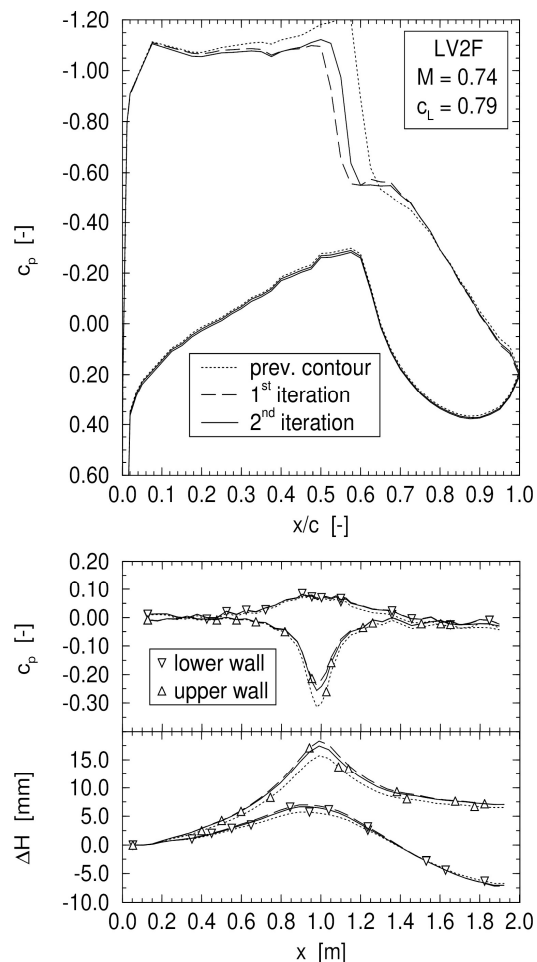 -1.20
-1.00
-0.80
-0.60
-0.40
-0.20
0.00
0.20
0.40
0.60
c_p [-]
LV2F
M = 0.74
c_L = 0.79
prev. contour
1^st iteration
2^nd iteration
0.0 0.1 0.2 0.3 0.4 0.5 0.6 0.7 0.8 0.9 1.0
x/c [-]
0.20
0.10
0.00
-0.10
-0.20
-0.30
c_p [-]
▽ lower wall
△ upper wall
15.0
10.0
5.0
0.0
-5.0
-10.0
ΔH [mm]
0.0 0.2 0.4 0.6 0.8 1.0 1.2 1.4 1.6 1.8 2.0
x [m]